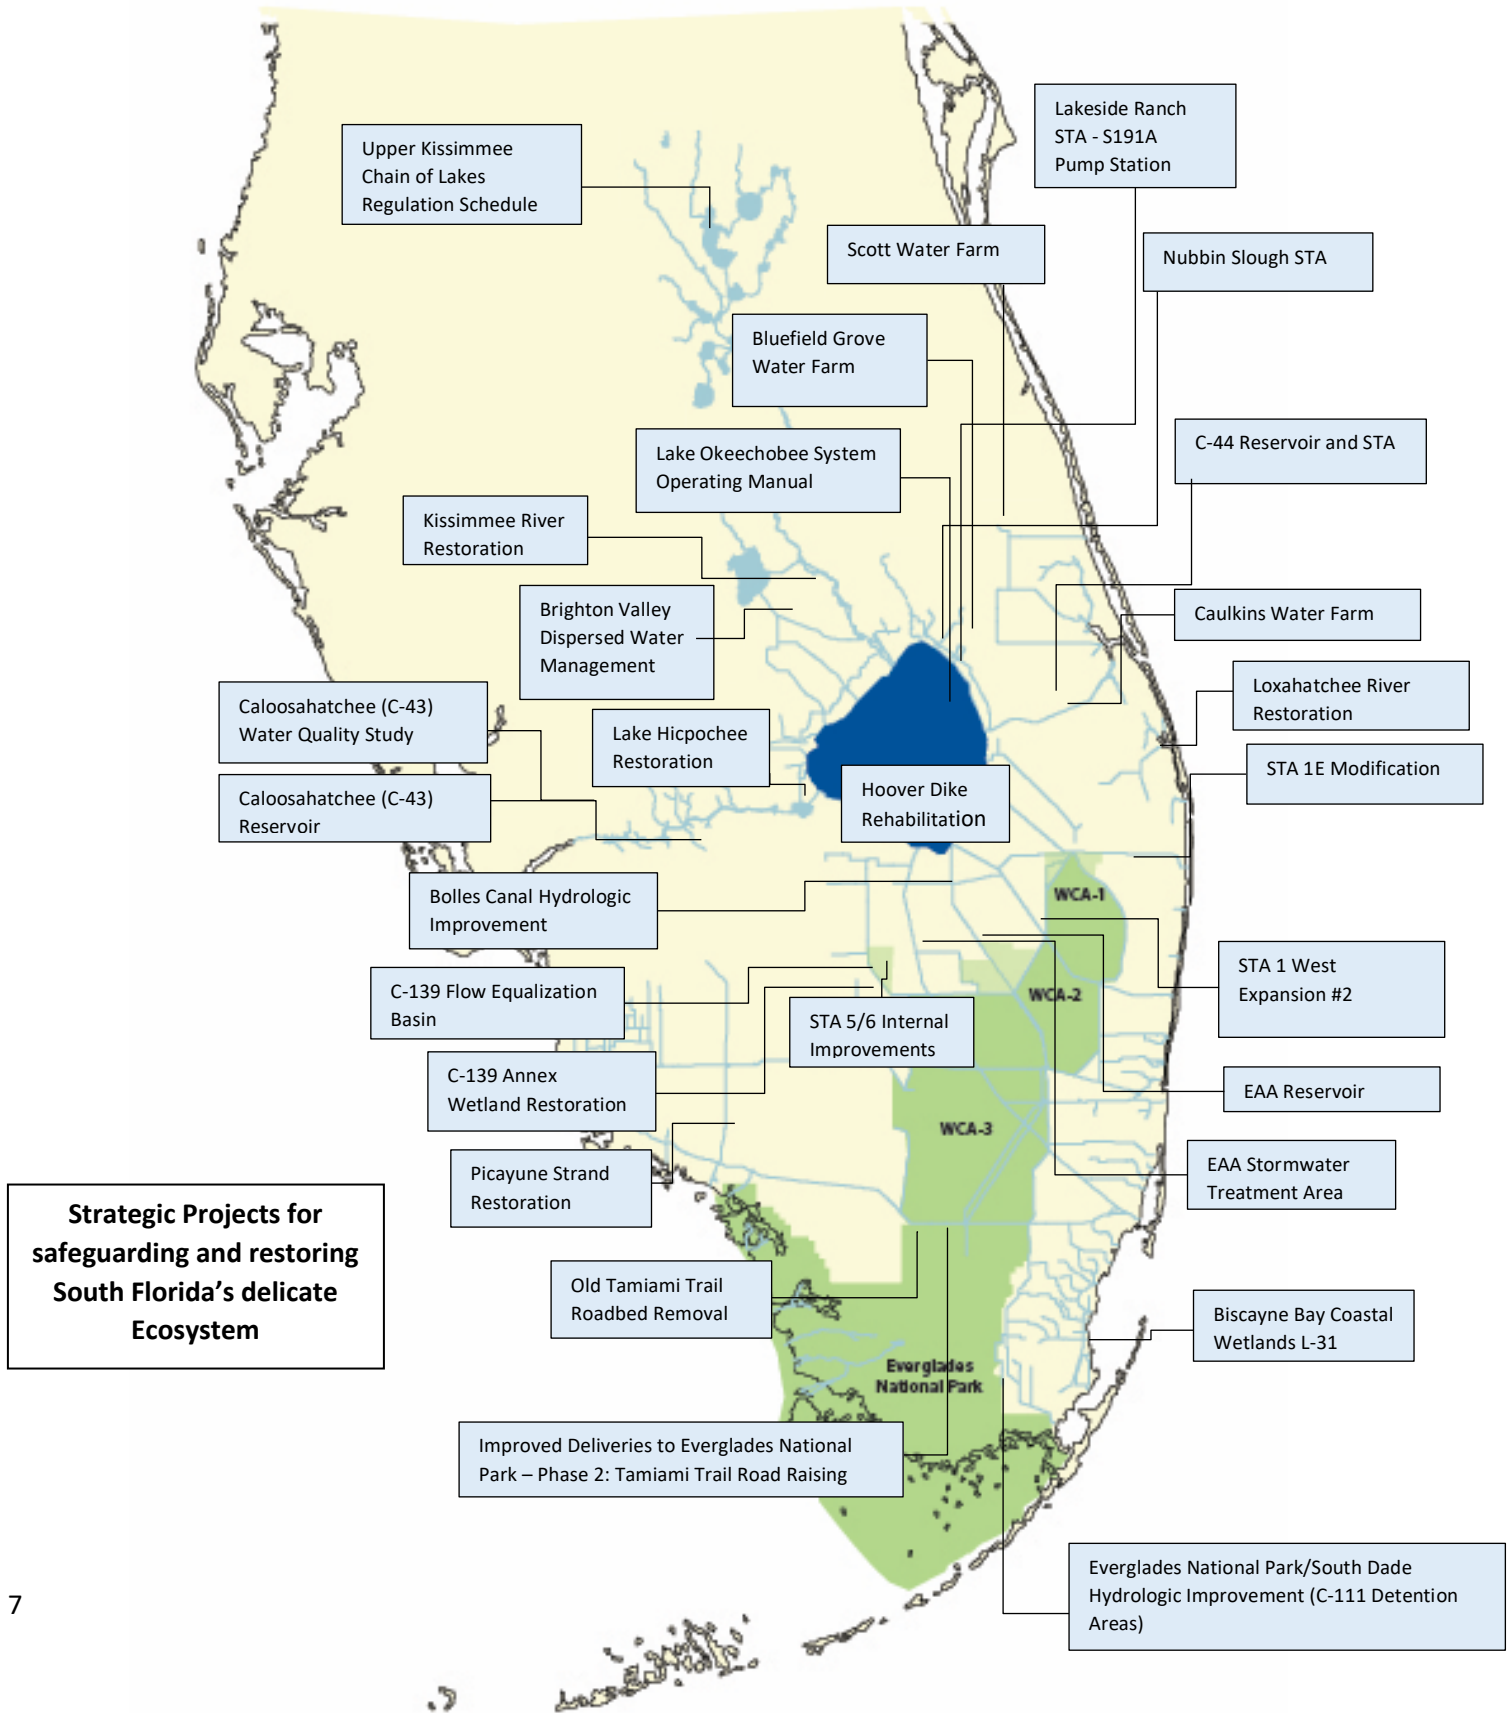 Lakeside Ranch
STA - S191A
Pump Station
Upper Kissimmee
Chain of Lakes
Regulation Schedule
Scott Water Farm
Nubbin Slough STA
Bluefield Grove
Water Farm
C-44 Reservoir and STA
Lake Okeechobee System
Operating Manual
Kissimmee River
Restoration
Brighton Valley
Dispersed Water
Management
Caulkins Water Farm
Loxahatchee River
Restoration
Caloosahatchee (C-43)
Water Quality Study
Lake Hicpochee
Restoration
STA 1E Modification
Caloosahatchee (C-43)
Reservoir
Hoover Dike
Rehabilitation
Bolles Canal Hydrologic
Improvement
WCA-1
STA 1 West
Expansion #2
C-139 Flow Equalization
Basin
WCA-2
STA 5/6 Internal
Improvements
C-139 Annex
Wetland Restoration
EAA Reservoir
WCA-3
Picayune Strand
Restoration
EAA Stormwater
Treatment Area
Strategic Projects for
safeguarding and restoring
South Florida’s delicate
Ecosystem
Old Tamiami Trail
Roadbed Removal
Biscayne Bay Coastal
Wetlands L-31
Everglades
National Park
Improved Deliveries to Everglades National
Park – Phase 2: Tamiami Trail Road Raising
Everglades National Park/South Dade
Hydrologic Improvement (C-111 Detention
Areas)
7